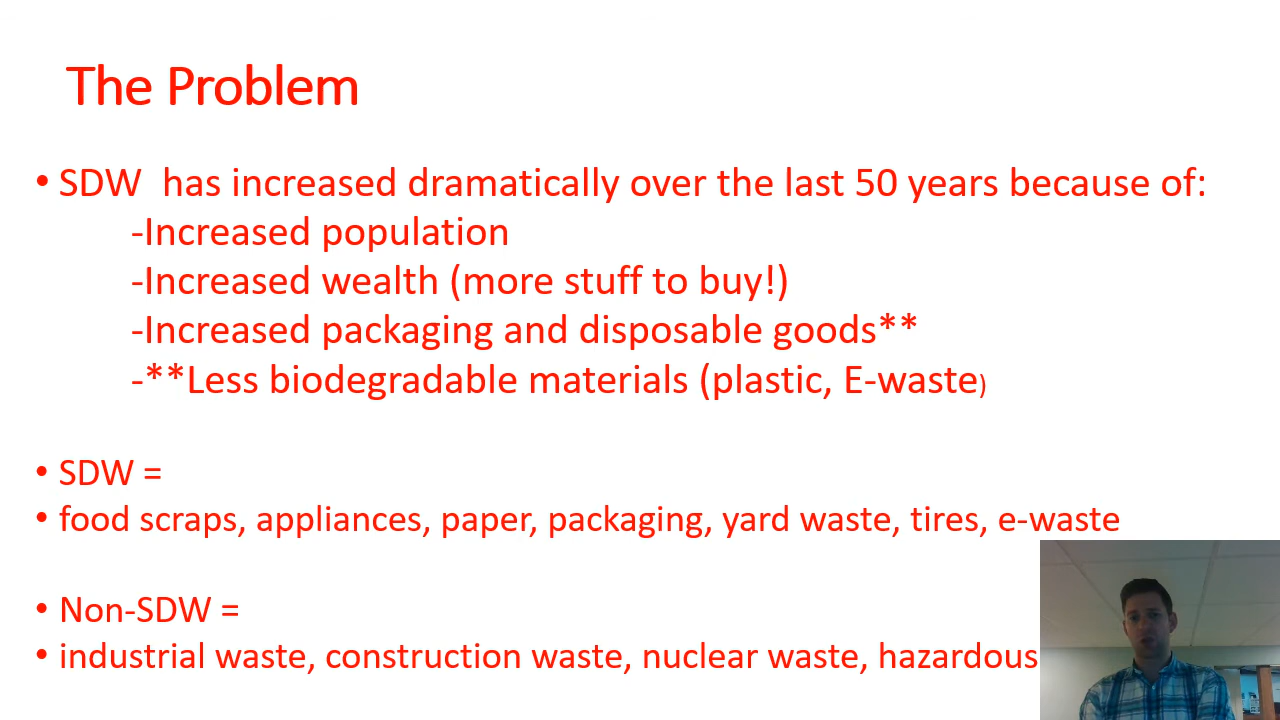 The Problem
• SDW has increased dramatically over the last 50 years because of:
-Increased population
-Increased wealth (more stuff to buy!)
-Increased packaging and disposable goods**
-**Less biodegradable materials (plastic, E-waste)
• SDW =
• food scraps, appliances, paper, packaging, yard waste, tires, e-waste
• Non-SDW =
• industrial waste, construction waste, nuclear waste, hazardous